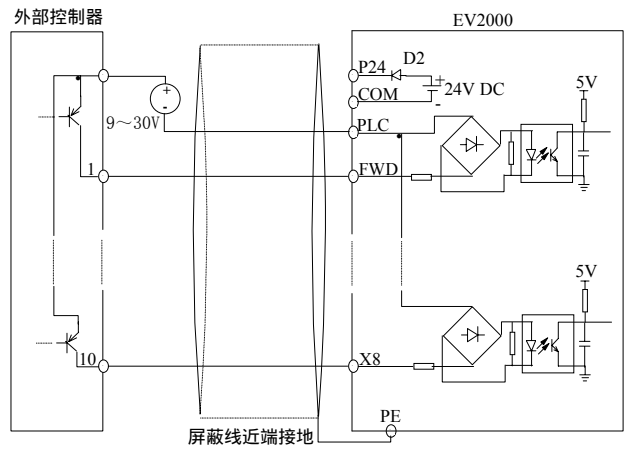 外部控制器
EV2000
P24
D2
+
24V DC
-
COM
5V
+
-
9～30V
PLC
1
FWD
5V
10
X8
PE
屏蔽线近端接地